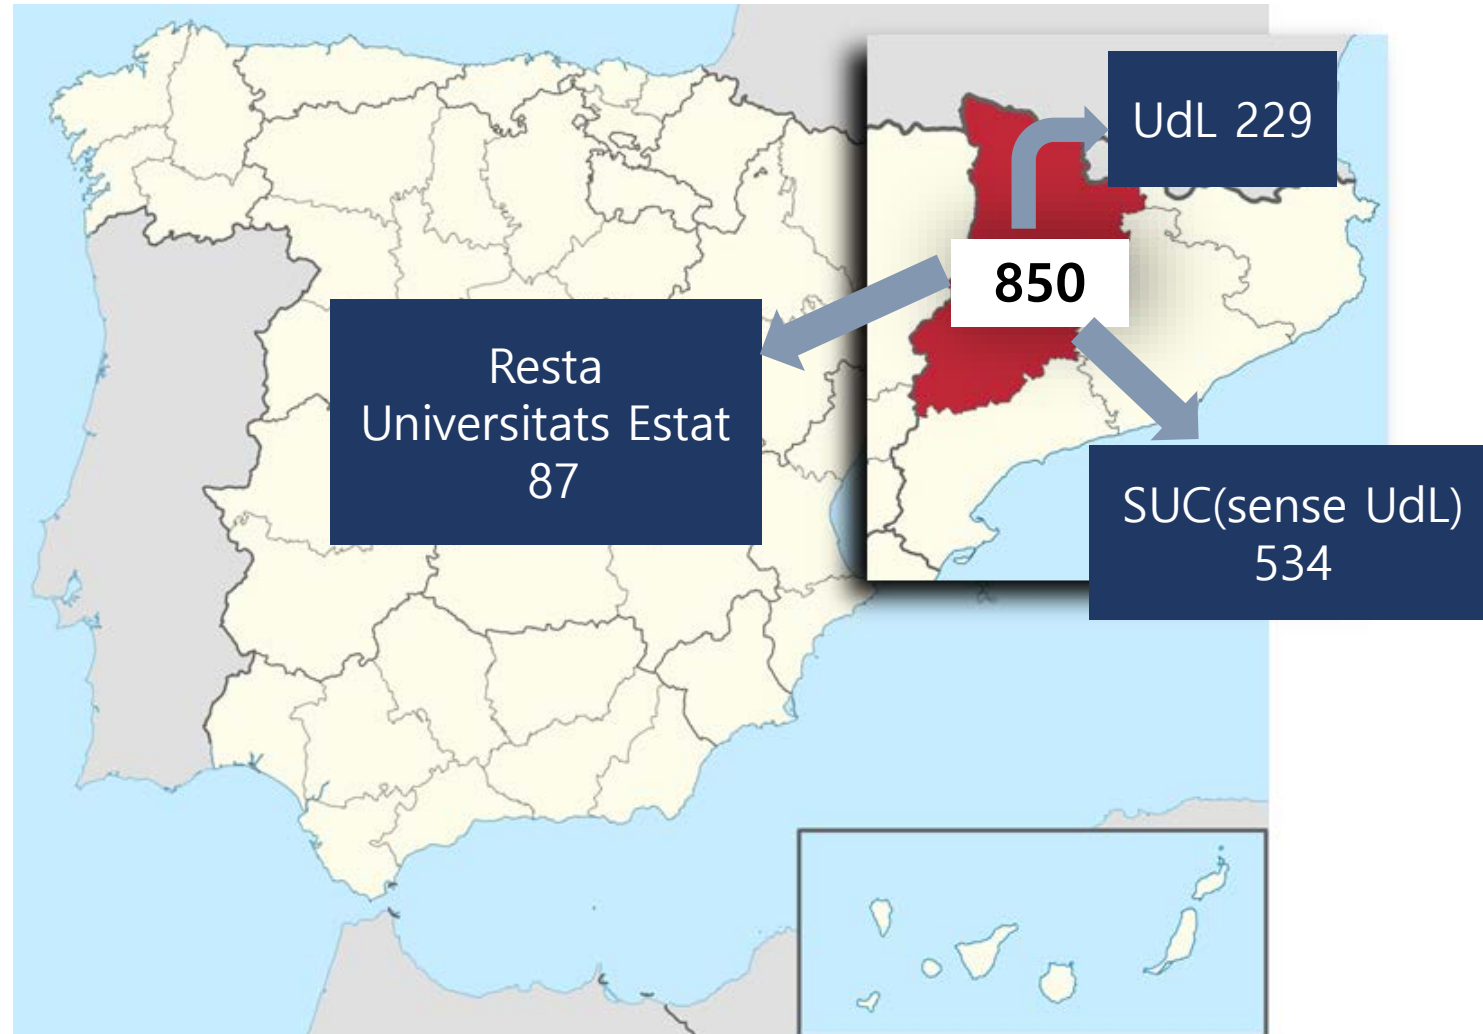 UdL 229
850
Resta
Universitats Estat
87
SUC(sense UdL)
534